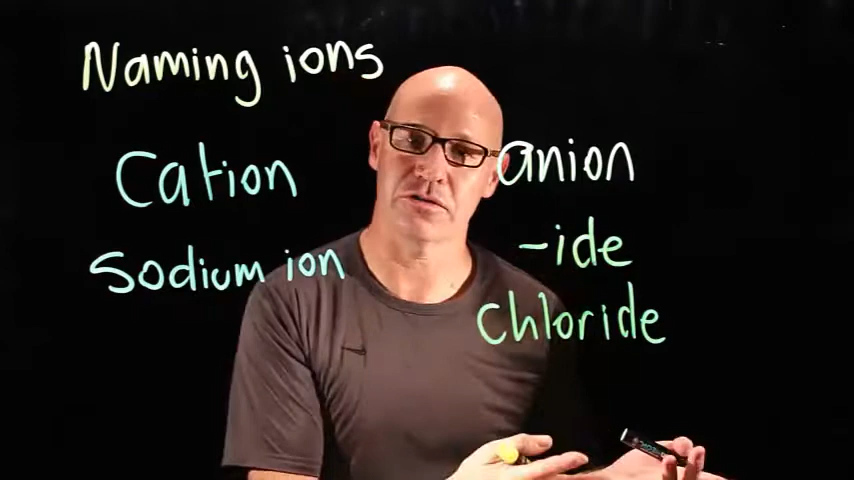 Naming ions
Cation
anion
-ide
Sodium ion
Chloride